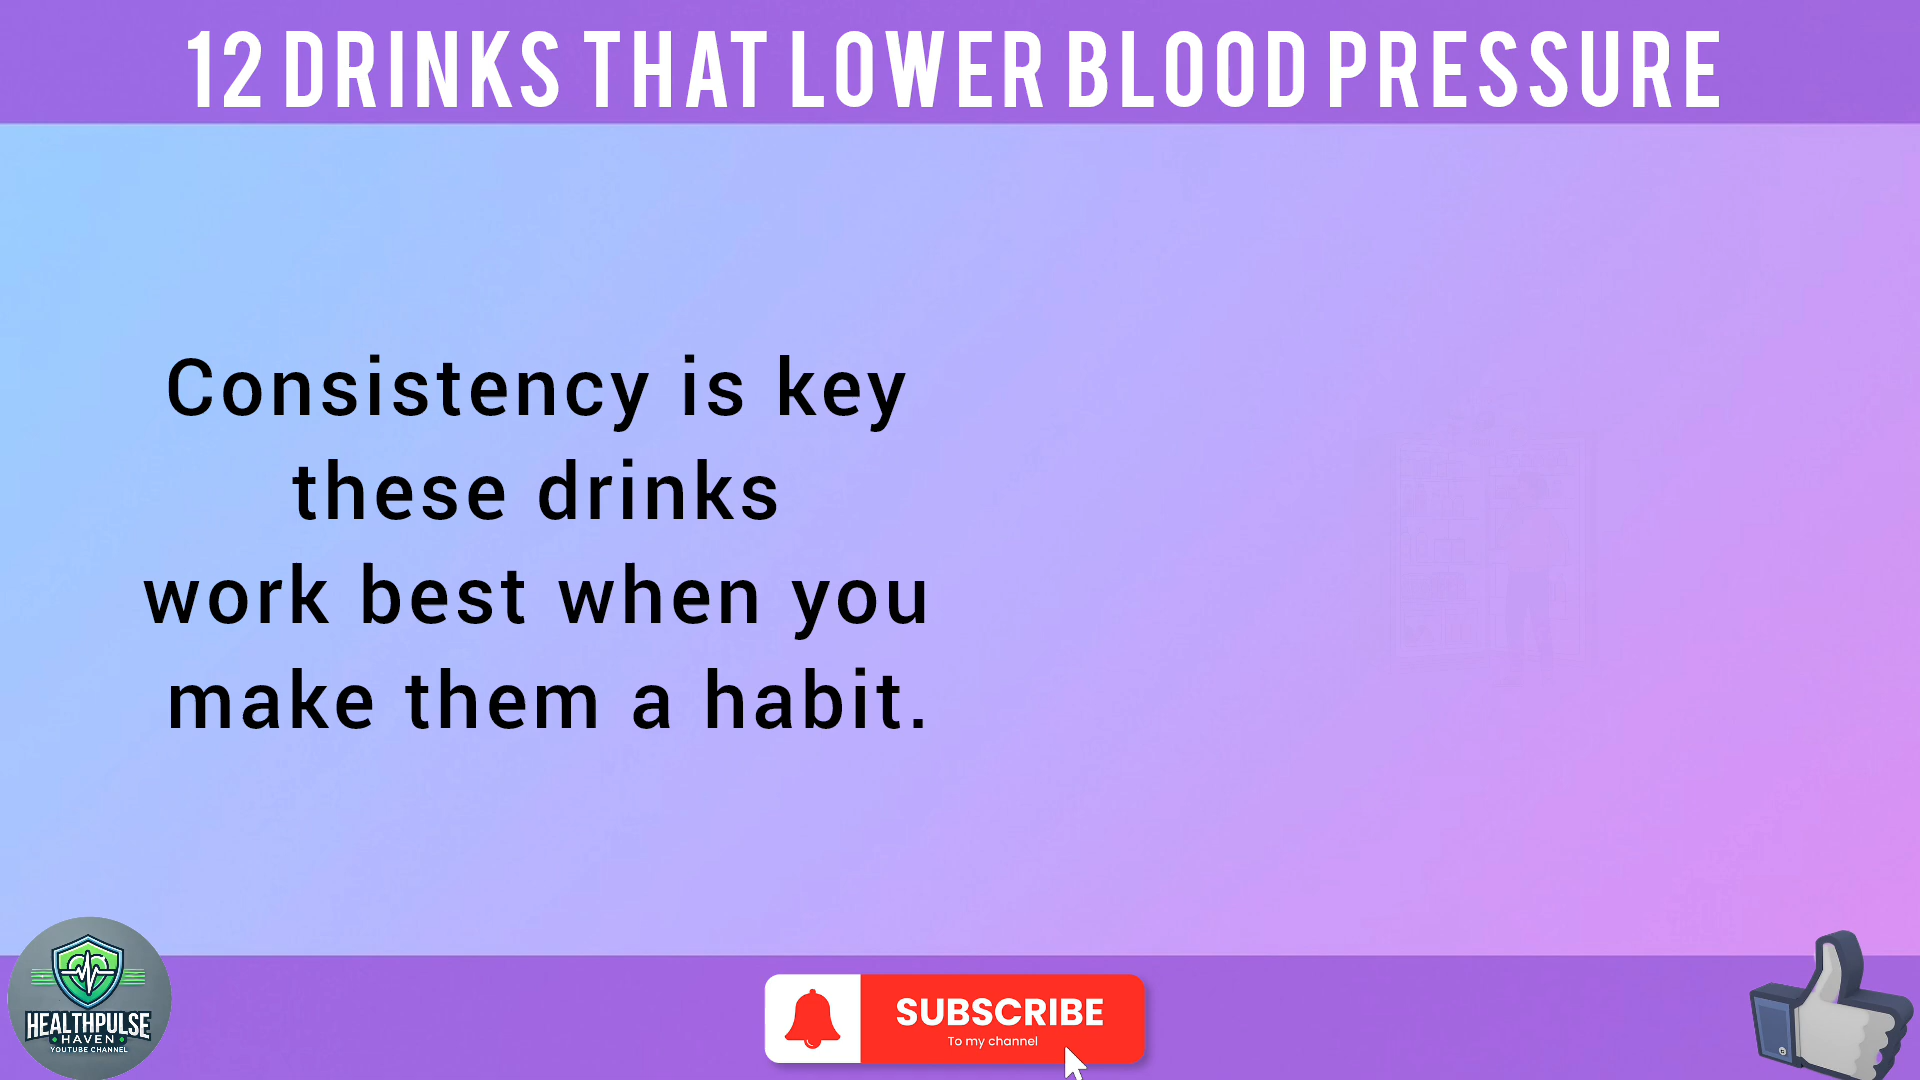 12 DRINKS THAT LOWER BLOOD PRESSURE
Consistency is key
these drinks
work best when you
make them a habit.
HEALTHPULSE
HAVEN
YOUTUBE CHANNEL
SUBSCRIBE
To my channel